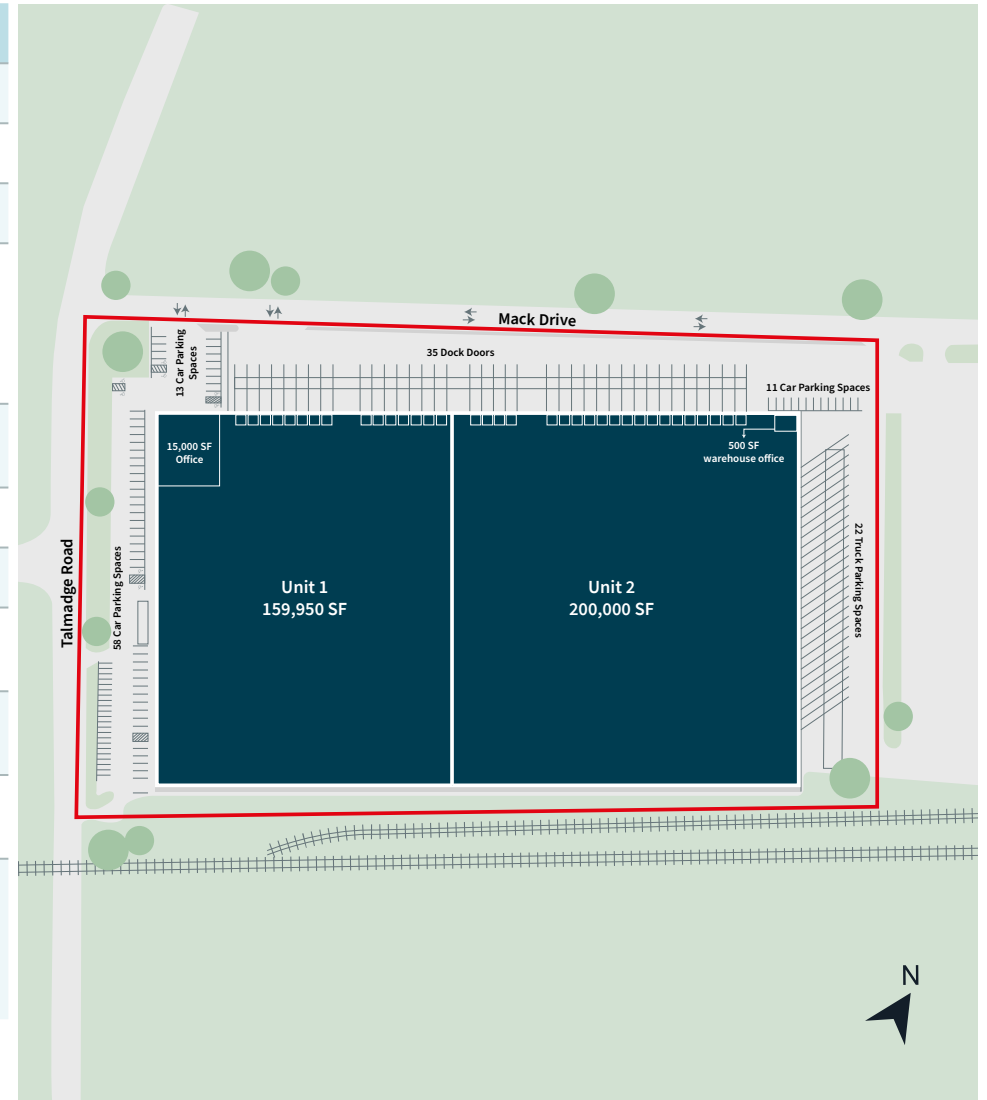 Mack Drive
13 Car Parking
Spaces
35 Dock Doors
11 Car Parking Spaces
15,000 SF
Office
500 SF
warehouse office
Talmadge Road
58 Car Parking Spaces
22 Truck Parking Spaces
Unit 1
159,950 SF
Unit 2
200,000 SF
N